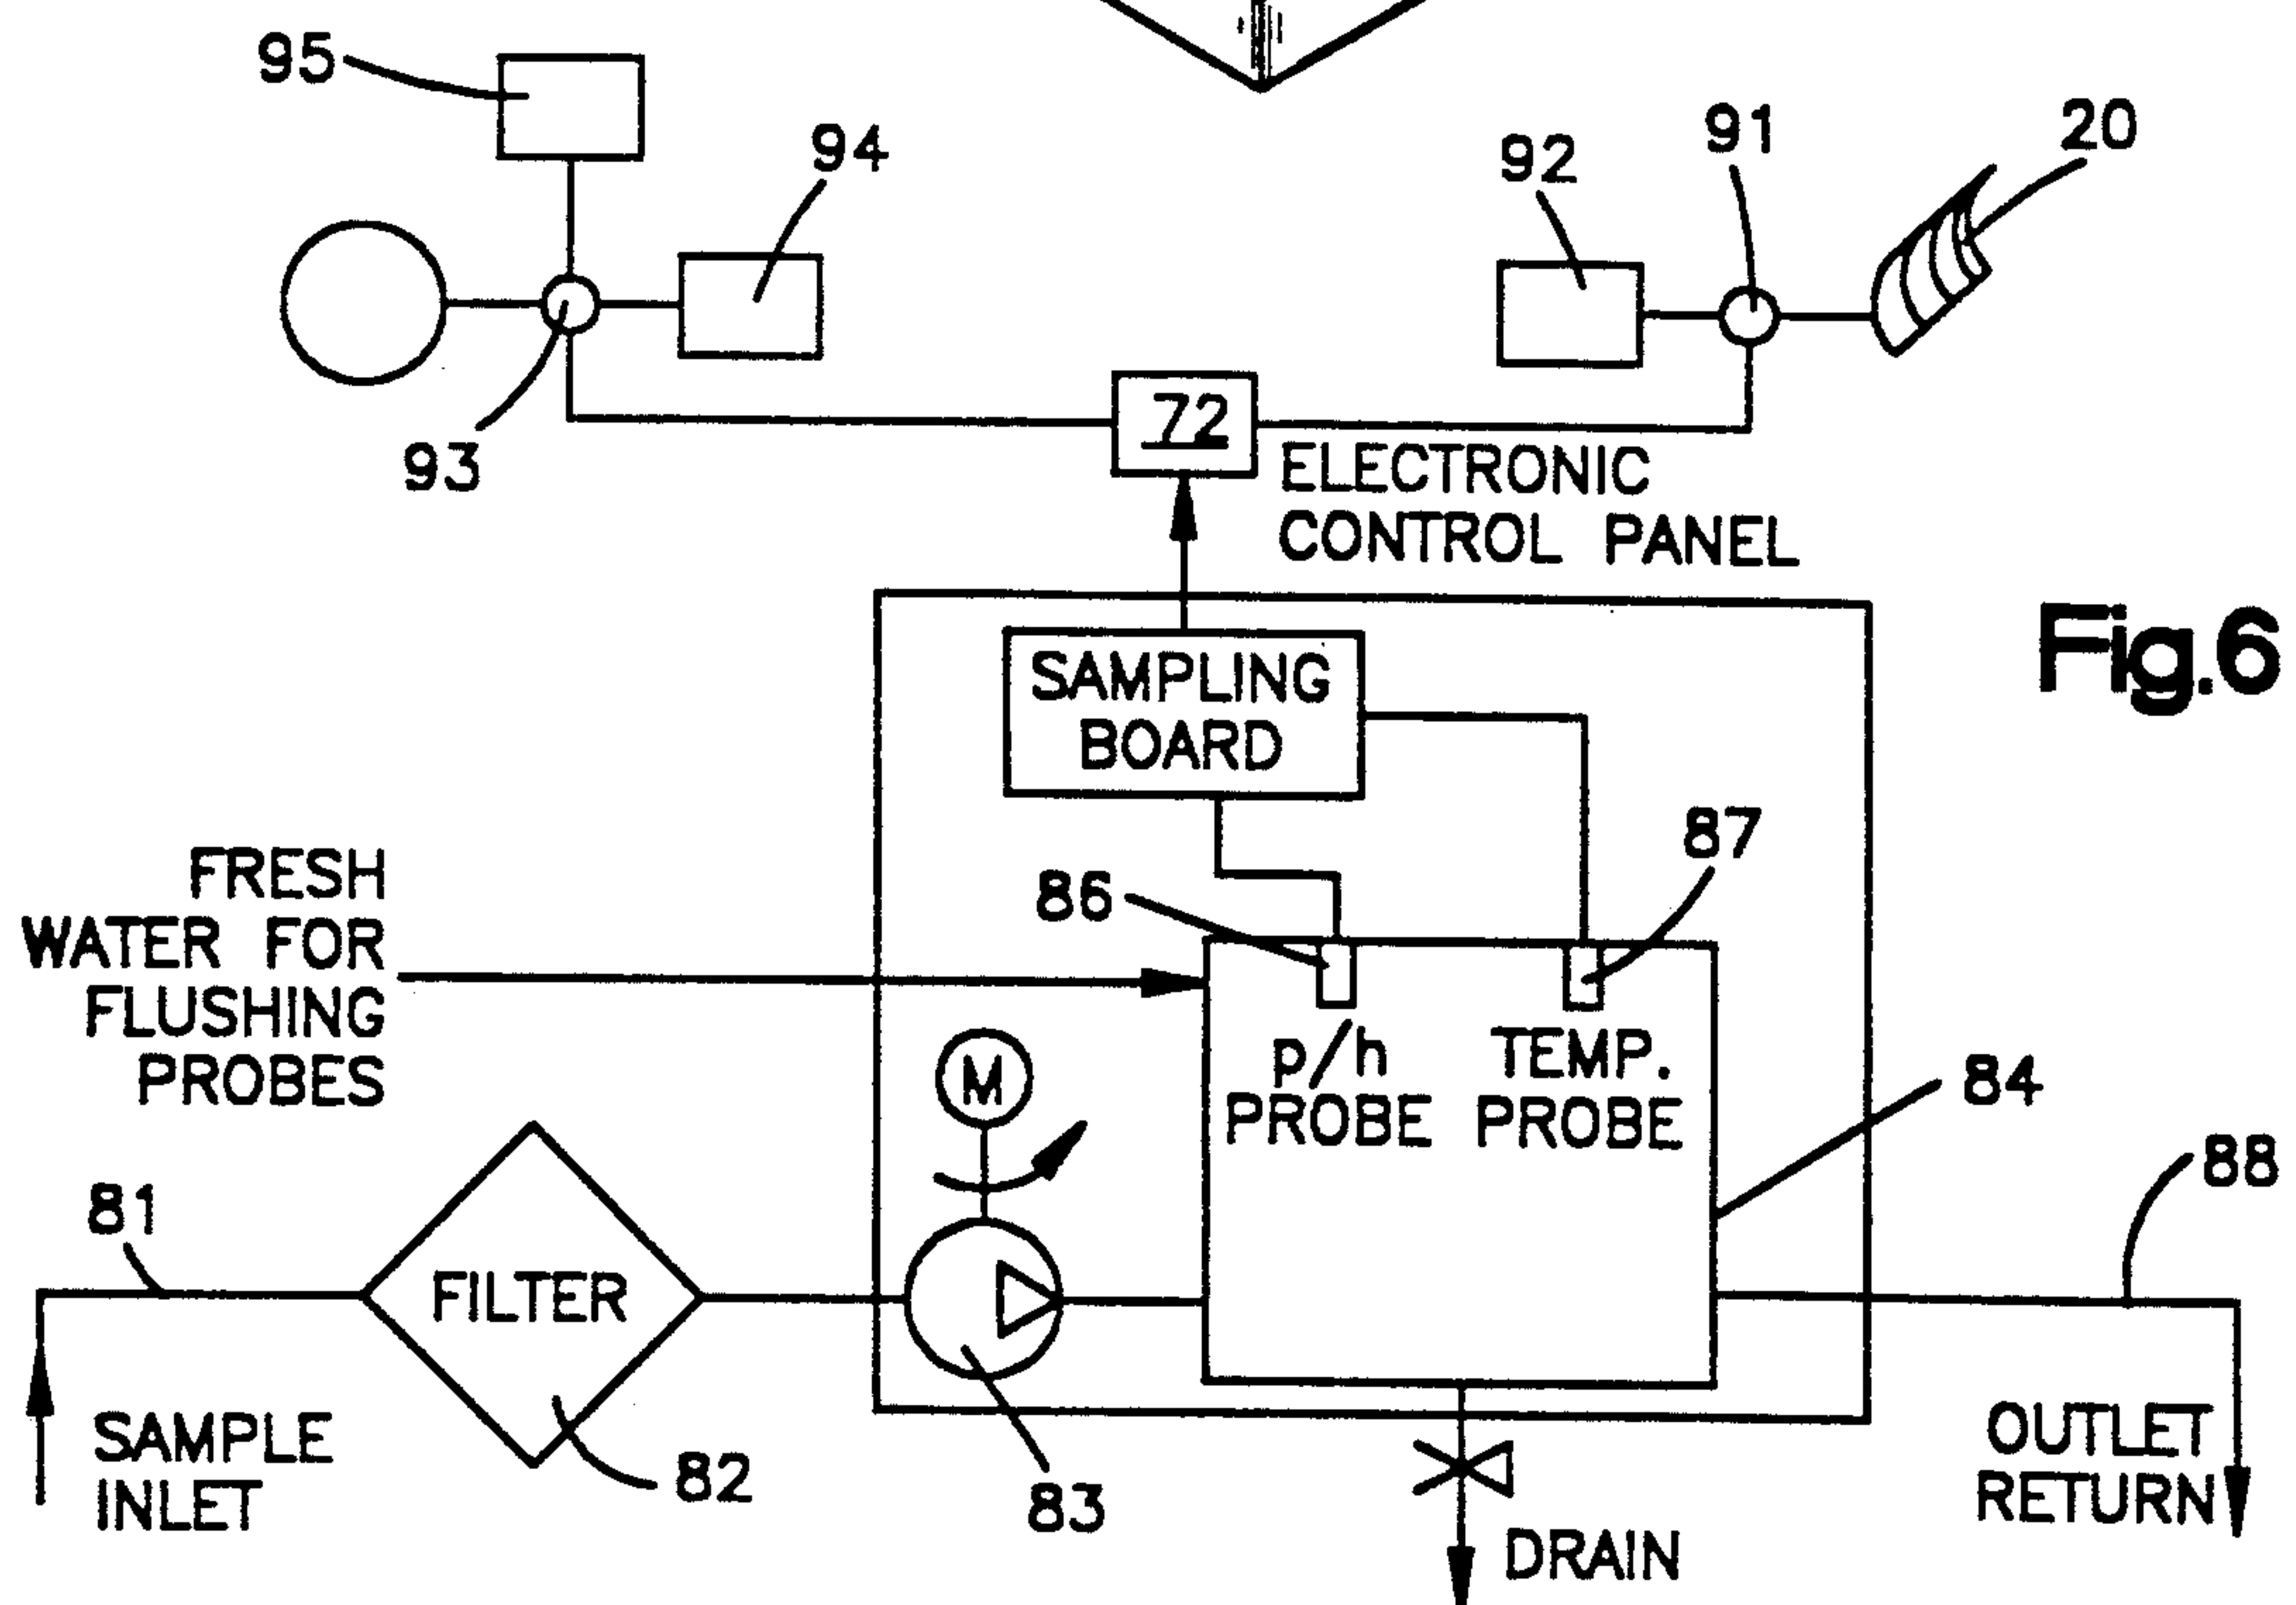 95
94
92
91
20
93
72
ELECTRONIC
CONTROL PANEL
Fig.6
SAMPLING
BOARD
87
86
FRESH
WATER FOR
FLUSHING
PROBES
M
p/h
PROBE
TEMP.
PROBE
84
88
81
FILTER
SAMPLE
INLET
82
83
DRAIN
OUTLET
RETURN